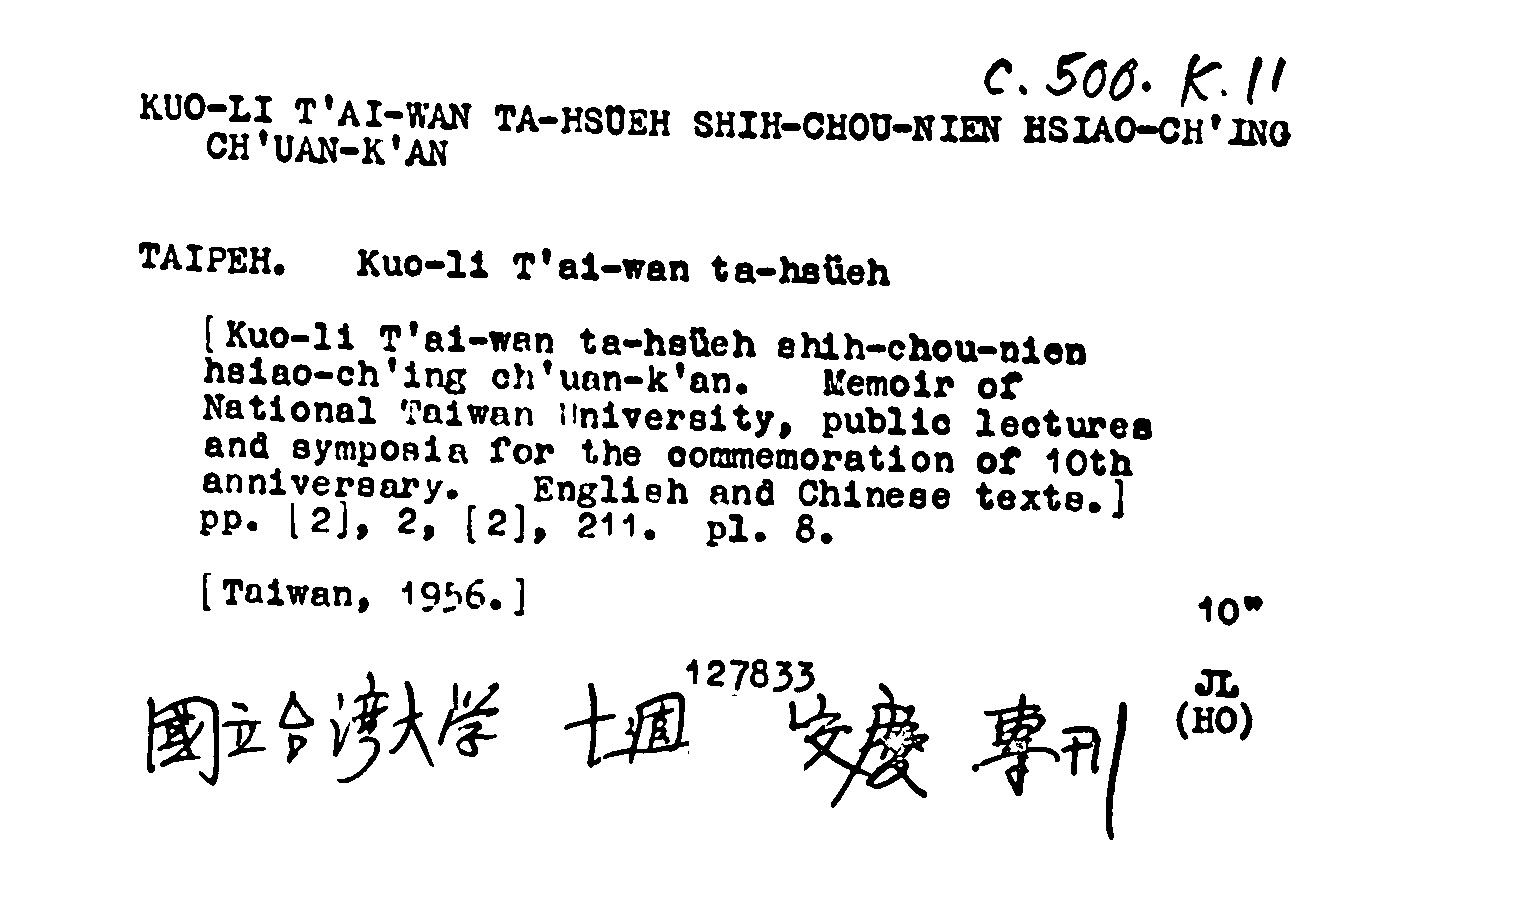 C.500.K.11
KUO-LI T'AI-WAN TA-HSÜEH SHIH-CHOU-NIEN HSIAO-CH'ING
CH'UAN-K'AN
TAIPEH. Kuo-li T'ai-wan ta-hsüeh
[Kuo-li T'ai-wan ta-hsüeh shih-chou-nien
hsiao-ch'ing ch'uan-k'an. Memoir of
National Taiwan University, public lectures
and symposia for the commemoration of 10th
anniversary. English and Chinese texts.]
pp. [2], 2, [2], 211. pl. 8.
[Taiwan, 1956.]
10"
127833
JL
(HO)
國立台湾大学 十週 慶 專刊